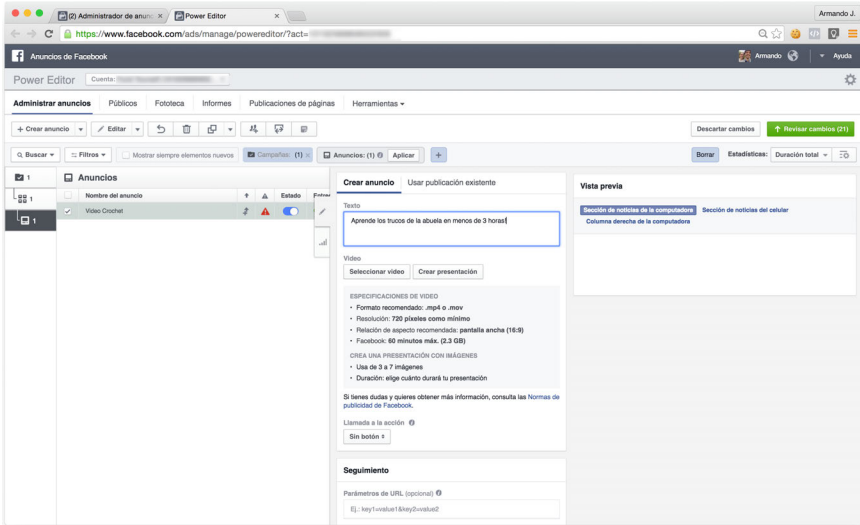 (2) Administrador de anunc
Power Editor
Armando J.
https://www.facebook.com/ads/manage/powereditor/?act=
Anuncios de Facebook
Armando
Ayuda
Power Editor
Cuenta:
Administrar anuncios
Públicos
Fototeca
Informes
Publicaciones de páginas
Herramientas
+ Crear anuncio
Editar
Descartar cambios
Revisar cambios (21)
Buscar
Filtros
Mostrar siempre elementos nuevos
Campañas: (1)
Anuncios: (1)
Aplicar
+
Borrar
Estadísticas:
Duración total
1
1
1
Anuncios
Nombre del anuncio
Estado
Video Crochet
Crear anuncio
Usar publicación existente
Texto
Aprende los trucos de la abuela en menos de 3 horas!
Video
Seleccionar video
Crear presentación
ESPECIFICACIONES DE VIDEO
• Formato recomendado: .mp4 o .mov
• Resolución: 720 píxeles como mínimo
• Relación de aspecto recomendada: pantalla ancha (16:9)
• Facebook: 60 minutos máx. (2.3 GB)
CREA UNA PRESENTACIÓN CON IMÁGENES
• Usa de 3 a 7 imágenes
• Duración: elige cuánto durará tu presentación
Si tienes dudas y quieres obtener más información, consulta las Normas de
publicidad de Facebook.
Llamada a la acción
Sin botón
Seguimiento
Parámetros de URL (opcional)
Ej.: key1=value1&key2=value2
Vista previa
Sección de noticias de la computadora
Sección de noticias del celular
Columna derecha de la computadora